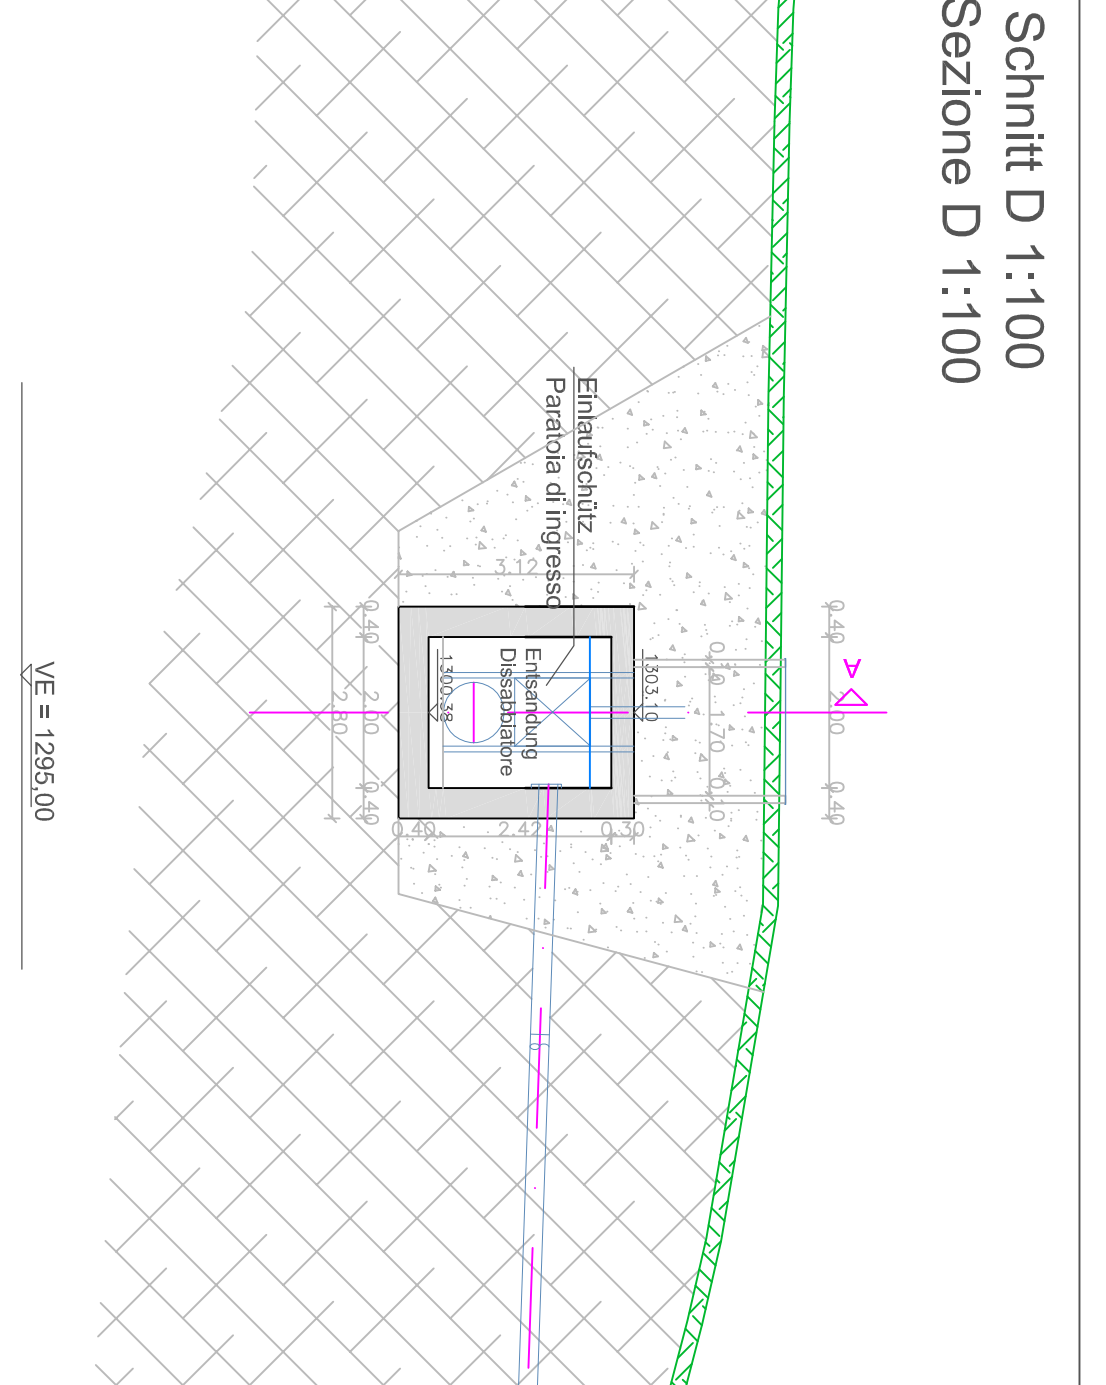 Schnitt D 1:100
Sezione D 1:100
A
0.40
2.00
0.40
0.10
1.70
0.10
1303.10
Einlaufschütz
Paratoia di ingresso
3.12
Entsandung
Dissabbiatore
1300.38
0.30
2.42
0.40
0.40
2.00
0.40
2.80
VE = 1295,00